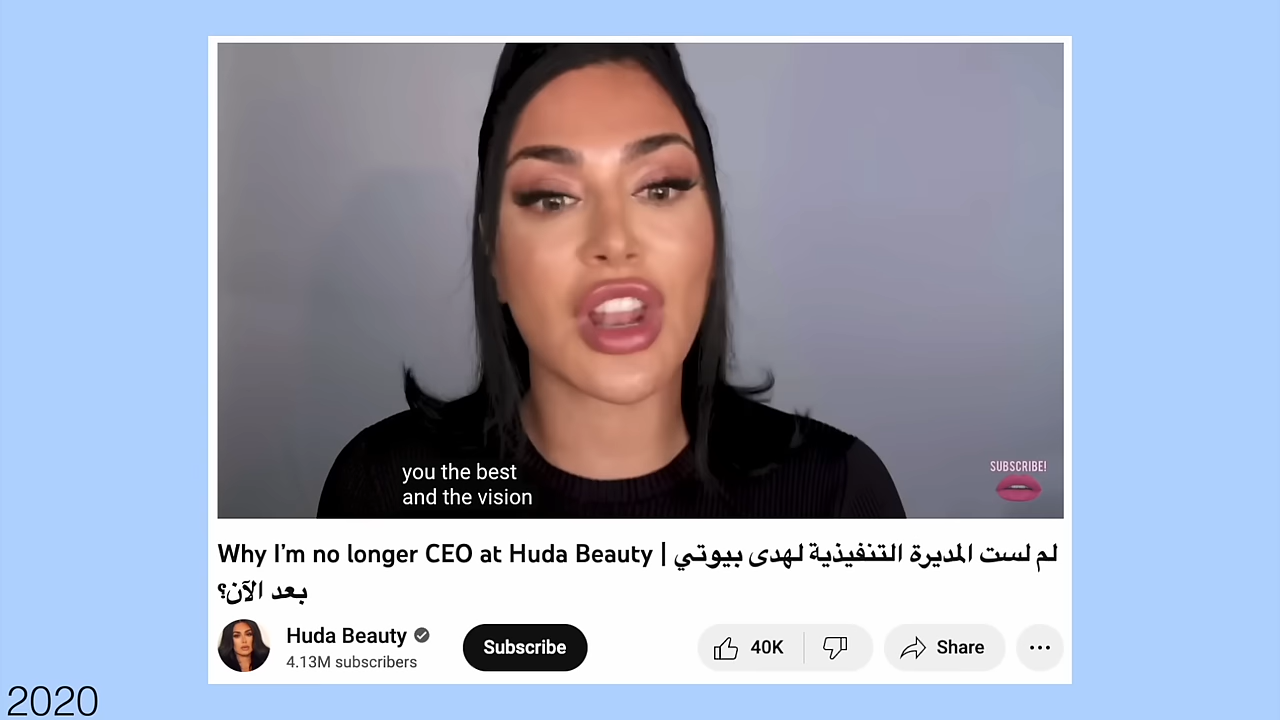 you the best
and the vision
SUBSCRIBE!
Why I'm no longer CEO at Huda Beauty | لم لست المديرة التنفيذية لهدى بيوتي
بعد الآن؟
Huda Beauty
4.13M subscribers
Subscribe
40K
Share
2020